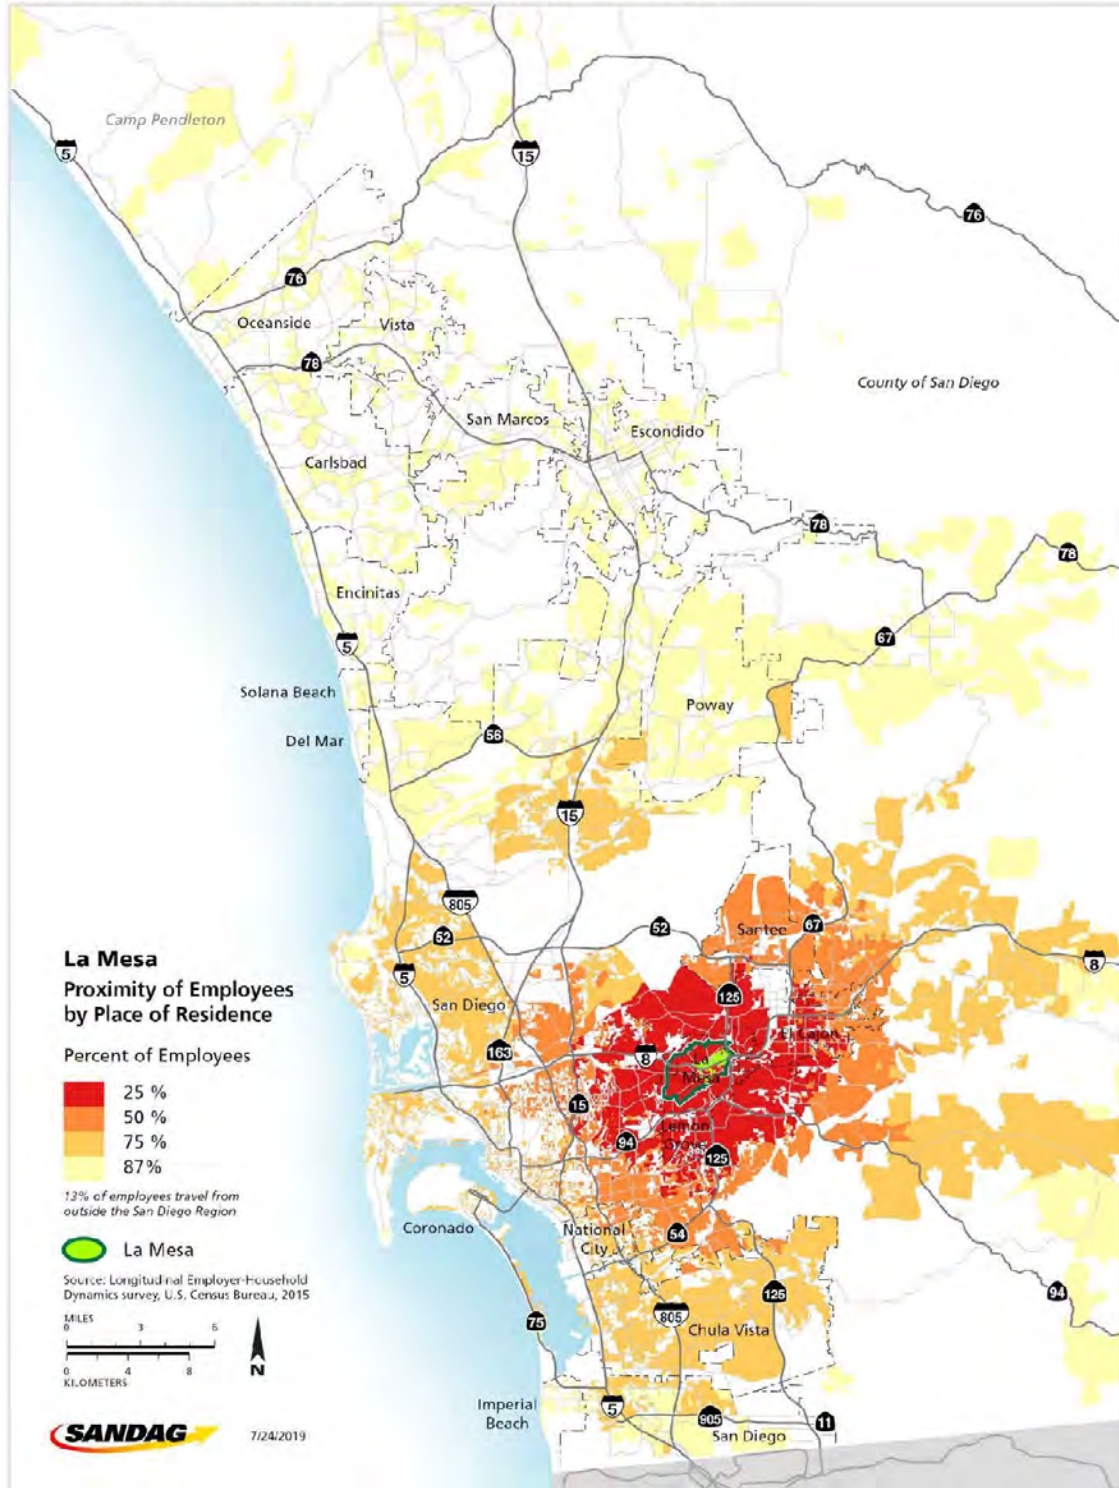 Camp Pendleton
5
15
76
76
Oceanside
Vista
78
County of San Diego
San Marcos
Escondido
Carlsbad
78
78
Encinitas
67
5
Solana Beach
Poway
Del Mar
56
15
805
52
52
Santee
67
8
5
San Diego
125
163
8
El Cajon
La
Mesa
15
94
Lemon
Grove
125
Coronado
National
City
54
125
94
75
805
Chula Vista
Imperial
Beach
5
905
11
San Diego
La Mesa
Proximity of Employees
by Place of Residence
Percent of Employees
25 %
50 %
75 %
87%
13% of employees travel from
outside the San Diego Region
La Mesa
Source: Longitudinal Employer-Household
Dynamics survey, U.S. Census Bureau, 2015
MILES
0 3 6
0 4 8
KILOMETERS
N
SANDAG
7/24/2019